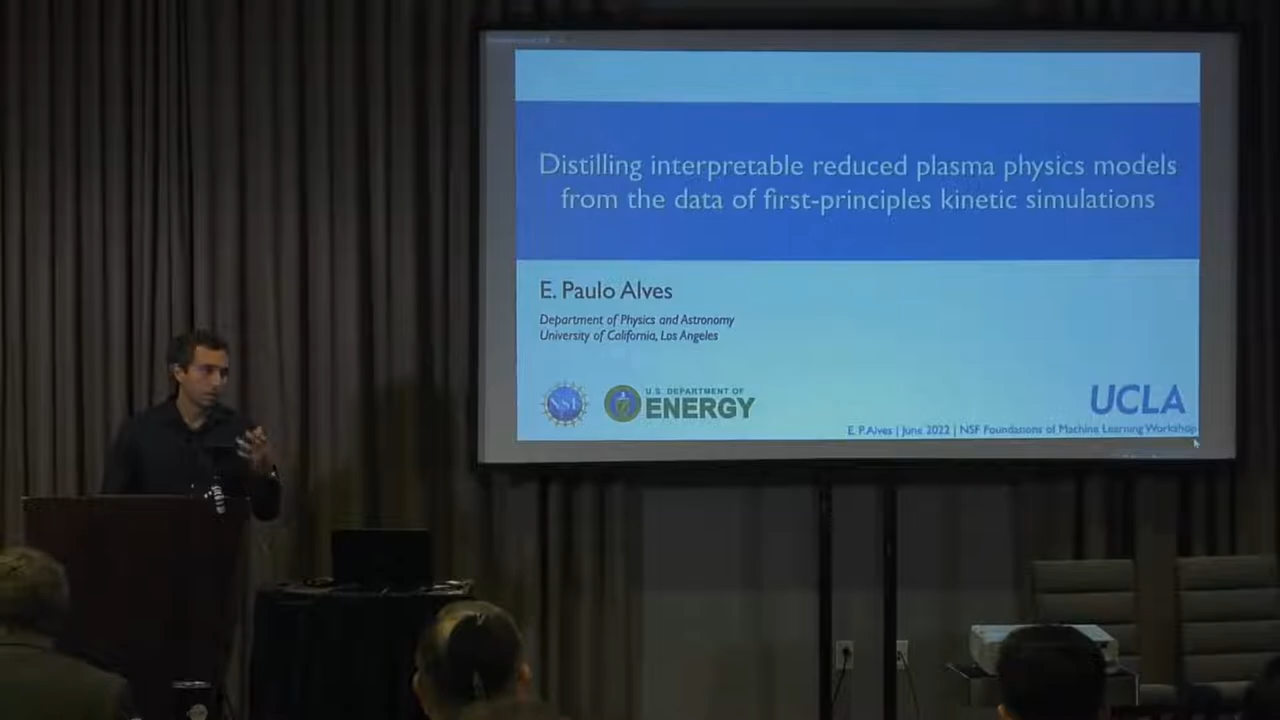 Distilling interpretable reduced plasma physics models
from the data of first-principles kinetic simulations
E. Paulo Alves
Department of Physics and Astronomy
University of California, Los Angeles
NSF
U.S. DEPARTMENT OF
ENERGY
UCLA
E. P. Alves | June 2022 | NSF Foundations of Machine Learning Workshop